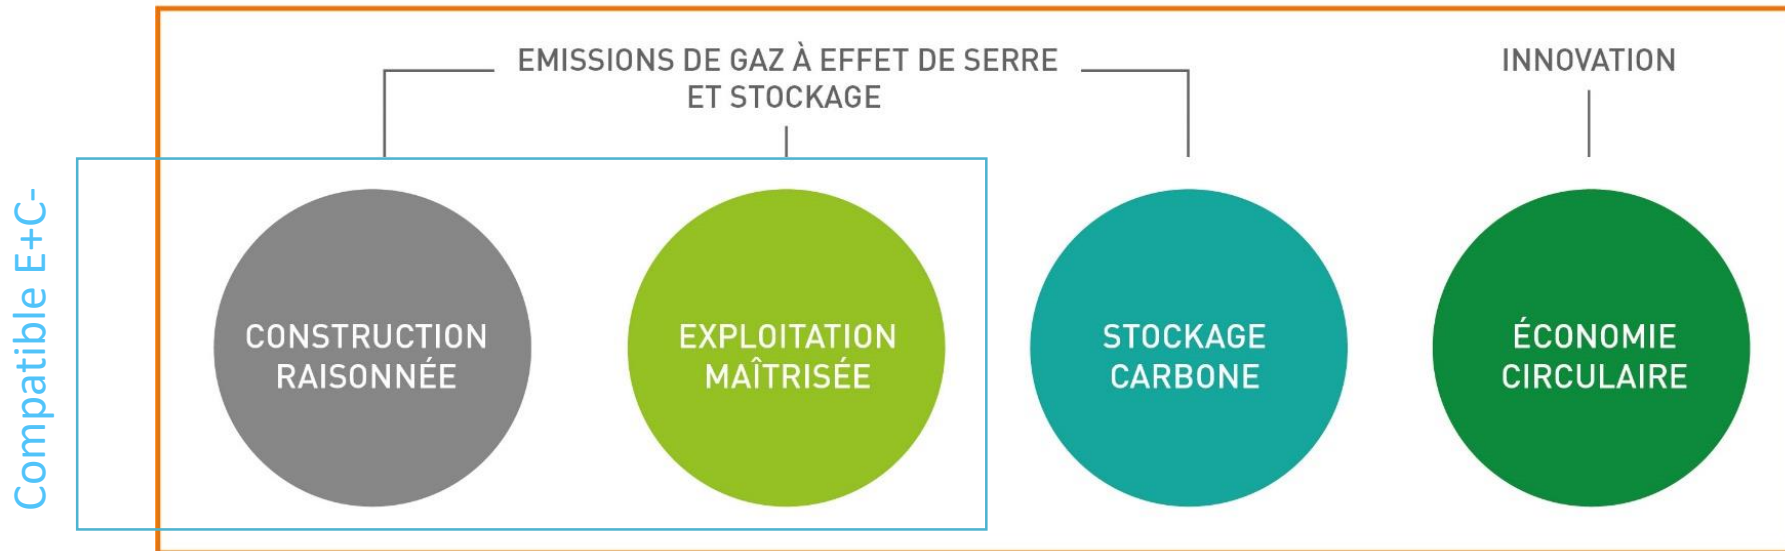 EMISSIONS DE GAZ À EFFET DE SERRE
ET STOCKAGE
INNOVATION
Compatible E+C-
CONSTRUCTION
RAISONNÉE
EXPLOITATION
MAÎTRISÉE
STOCKAGE
CARBONE
ÉCONOMIE
CIRCULAIRE